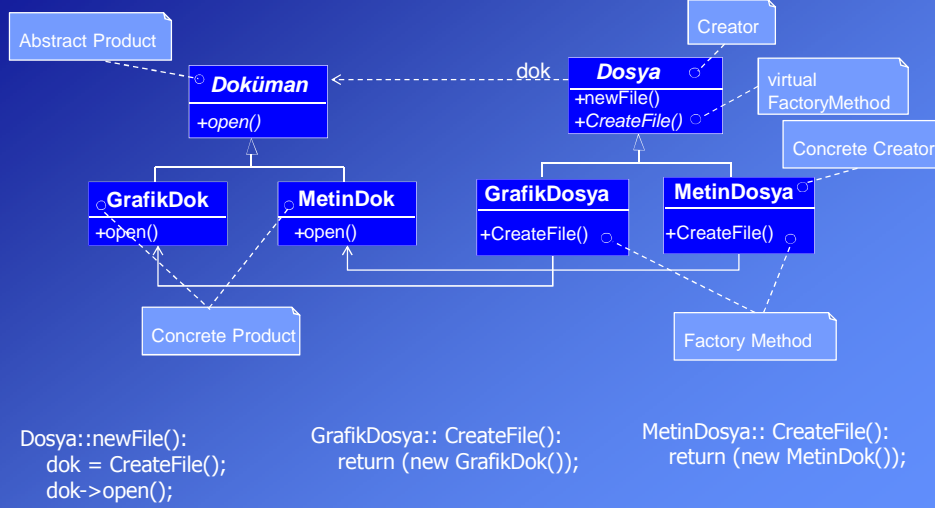 Abstract Product
Creator
dok
Doküman
+open()
Dosya
+newFile()
+CreateFile()
virtual
FactoryMethod
Concrete Creator
GrafikDok
+open()
MetinDok
+open()
GrafikDosya
+CreateFile()
MetinDosya
+CreateFile()
Concrete Product
Factory Method
Dosya::newFile():
dok = CreateFile();
dok->open();
GrafikDosya:: CreateFile():
return (new GrafikDok());
MetinDosya:: CreateFile():
return (new MetinDok());